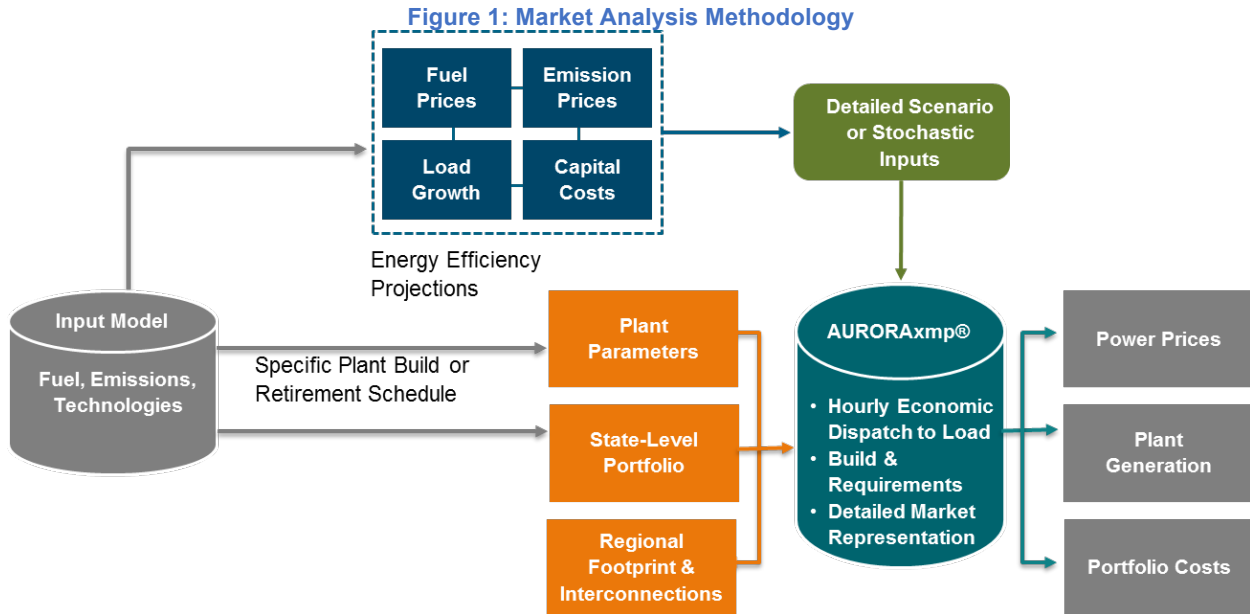 Figure 1: Market Analysis Methodology
Fuel
Prices
Emission
Prices
Load
Growth
Capital
Costs
Detailed Scenario
or Stochastic
Inputs
Energy Efficiency
Projections
Input Model
Fuel, Emissions,
Technologies
Specific Plant Build or
Retirement Schedule
Plant
Parameters
State-Level
Portfolio
Regional
Footprint &
Interconnections
AURORAxmp®
• Hourly Economic
Dispatch to Load
• Build &
Requirements
• Detailed Market
Representation
Power Prices
Plant
Generation
Portfolio Costs